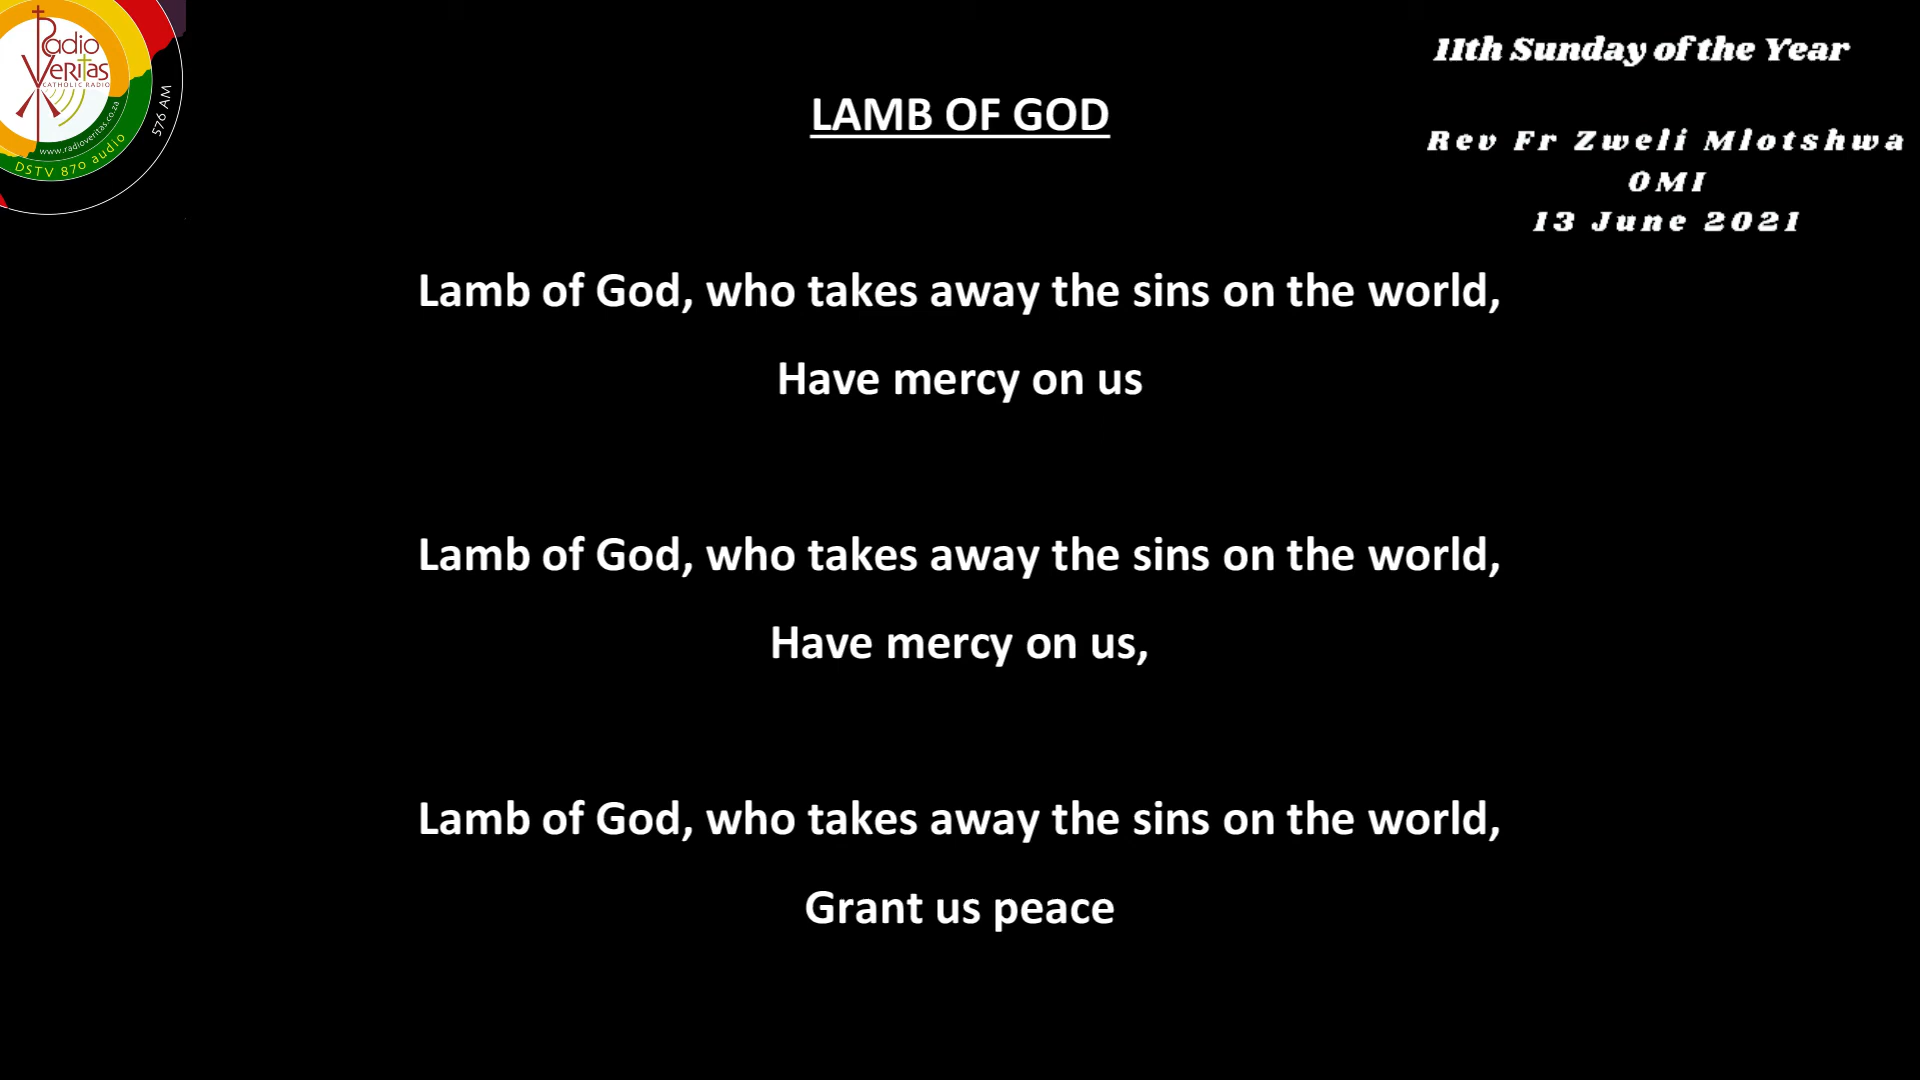 Radio
Veritas
CATHOLIC RADIO
www.radioveritas.co.za
DSTV 870 audio
576 AM
11th Sunday of the Year
Rev Fr Zweli Mlotshwa
OMI
13 June 2021
LAMB OF GOD
Lamb of God, who takes away the sins on the world,
Have mercy on us
Lamb of God, who takes away the sins on the world,
Have mercy on us,
Lamb of God, who takes away the sins on the world,
Grant us peace